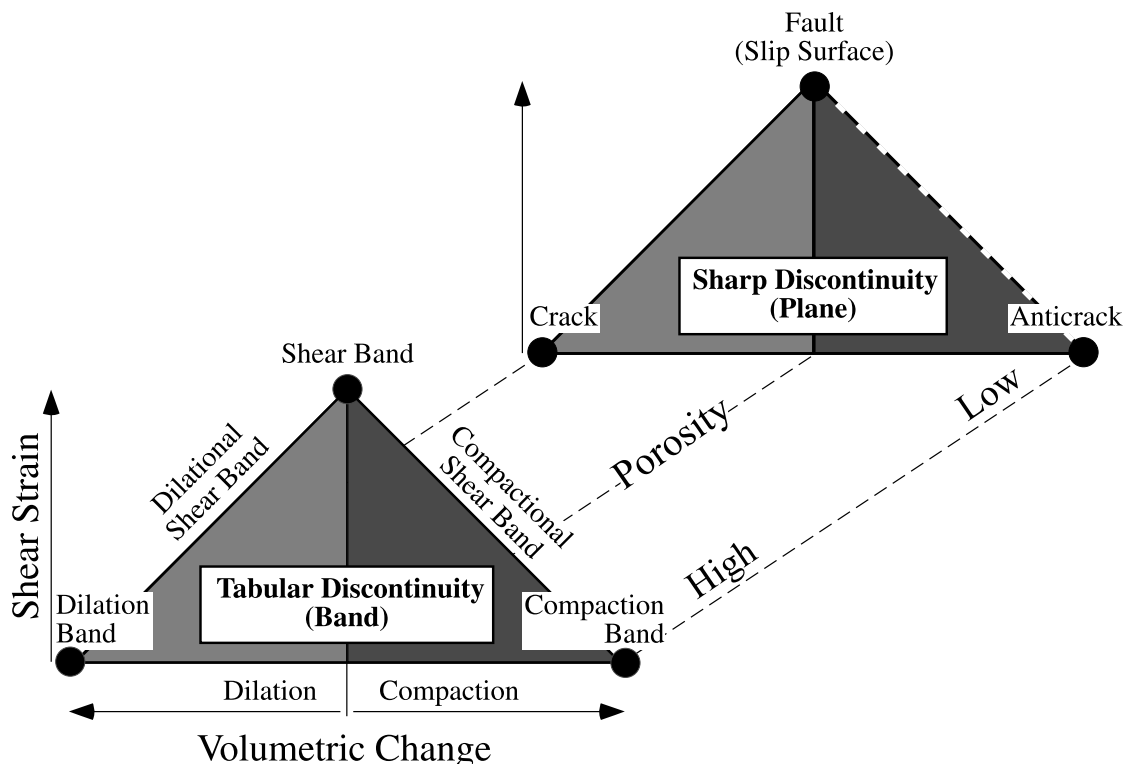 Fault
(Slip Surface)
Sharp Discontinuity
(Plane)
Crack
Anticrack
Shear Band
Low
Porosity
High
Dilational
Shear Band
Compactional
Shear Band
Shear Strain
Tabular Discontinuity
(Band)
Dilation
Band
Compaction
Band
Dilation
Compaction
Volumetric Change